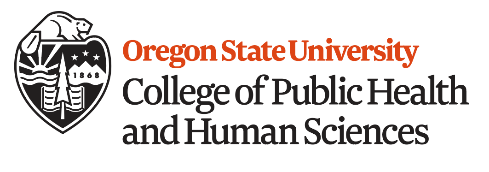 1868
Oregon State University
College of Public Health
and Human Sciences